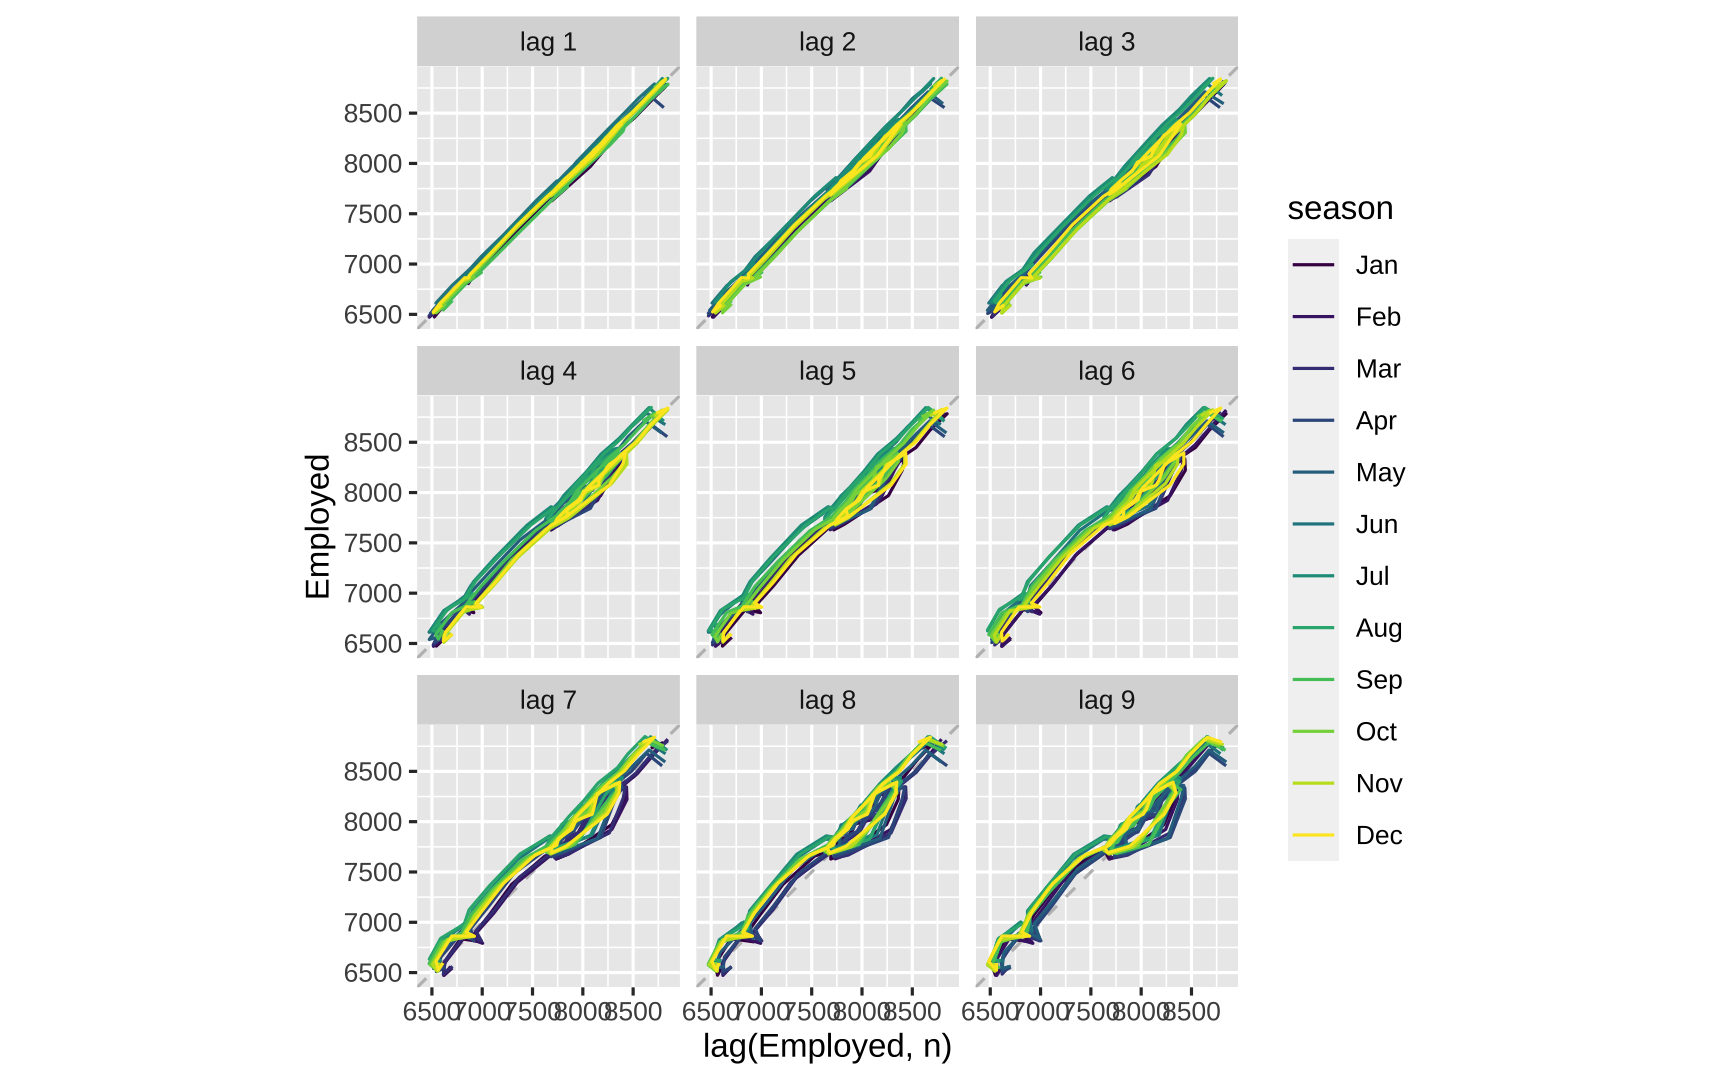 lag 1
lag 2
lag 3
8500
8000
7500
7000
6500
lag 4
lag 5
lag 6
8500
8000
7500
7000
6500
lag 7
lag 8
lag 9
8500
8000
7500
7000
6500
6500 7000 7500 8000 8500
6500 7000 7500 8000 8500
6500 7000 7500 8000 8500
lag(Employed, n)
Employed
season
Jan
Feb
Mar
Apr
May
Jun
Jul
Aug
Sep
Oct
Nov
Dec